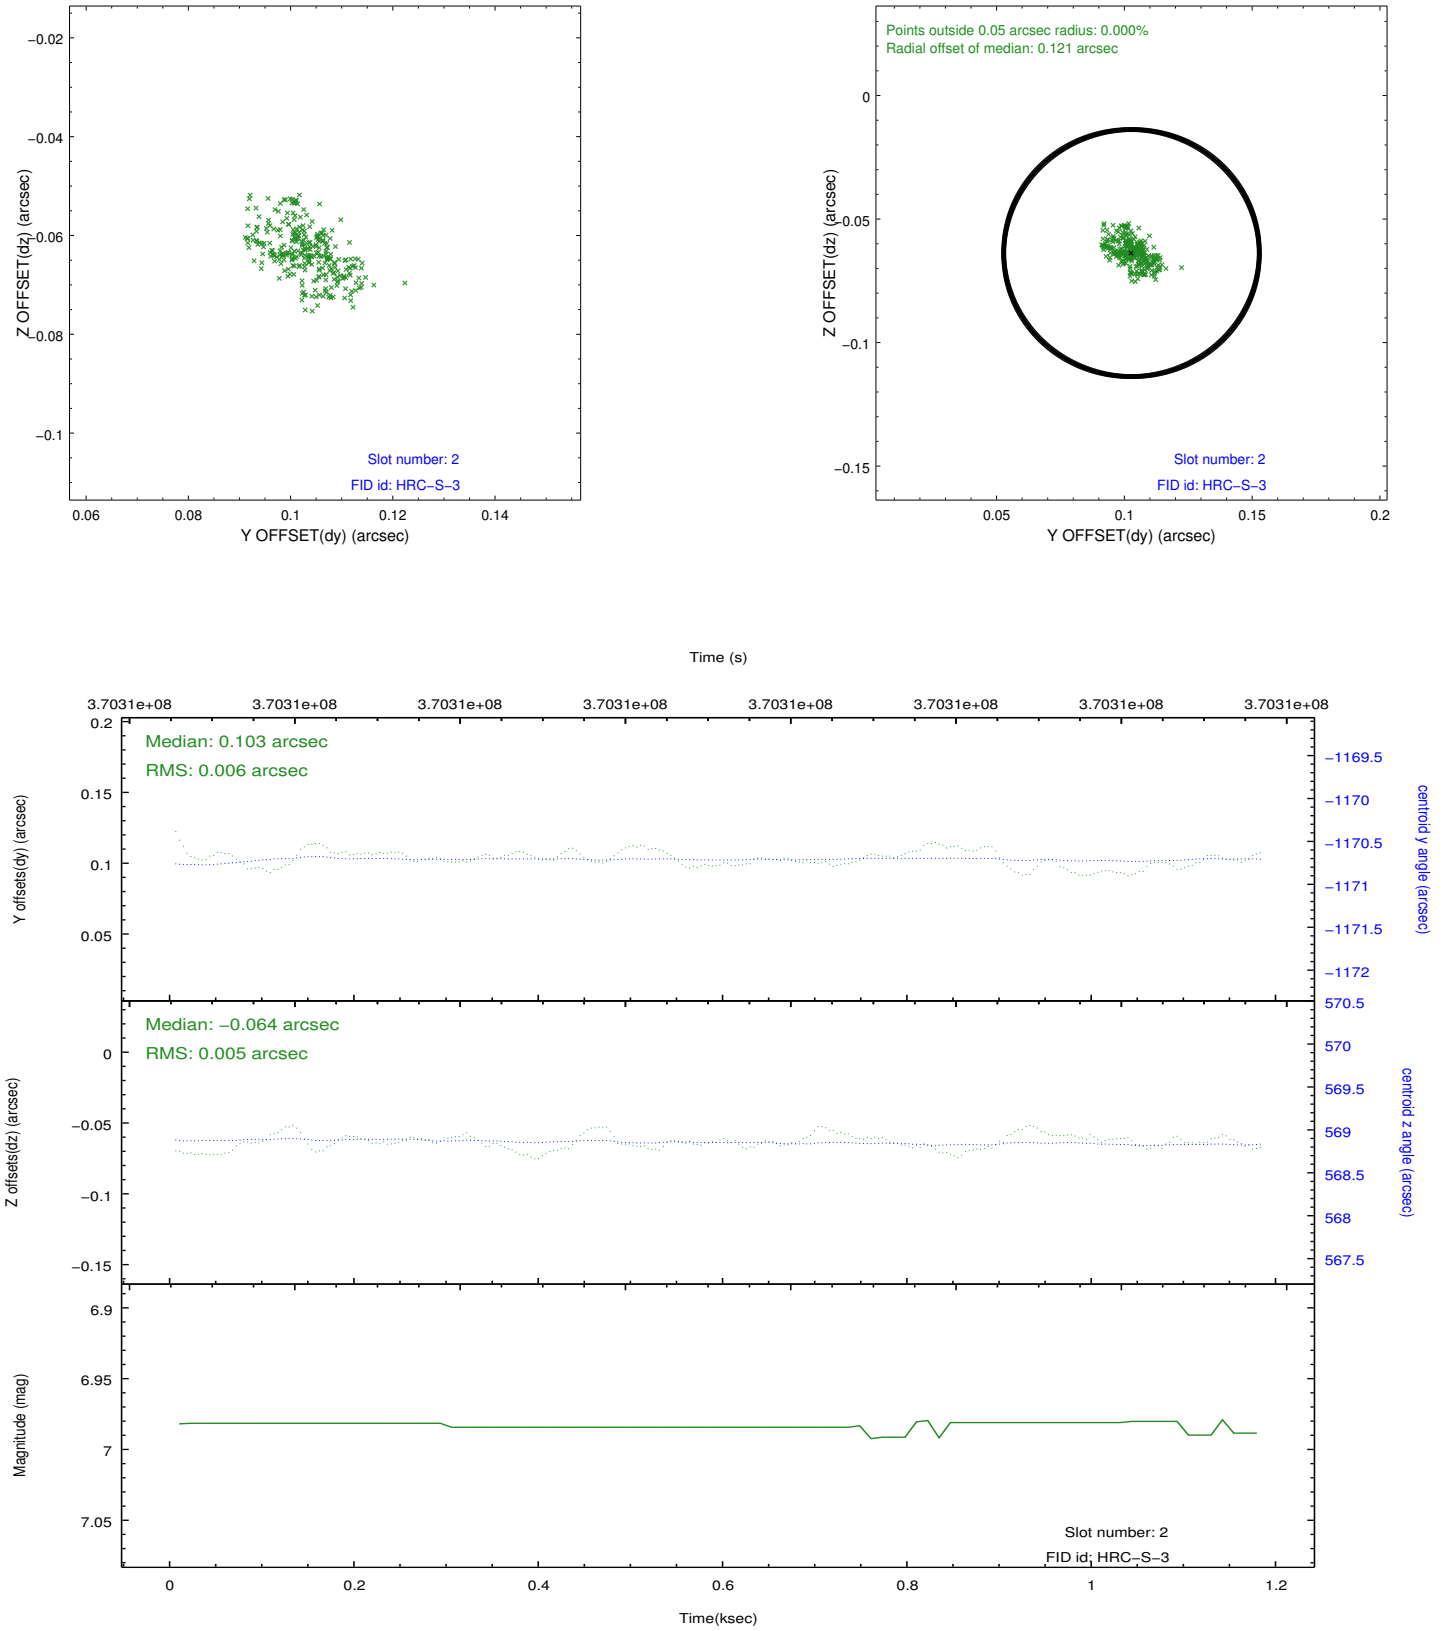 −0.02
−0.04
−0.06
−0.08
−0.1
Z OFFSET(dz) (arcsec)
Slot number: 2
FID id: HRC−S−3
0.06 0.08 0.1 0.12 0.14
Y OFFSET(dy) (arcsec)
Points outside 0.05 arcsec radius: 0.000%
Radial offset of median: 0.121 arcsec
0
−0.05
−0.1
−0.15
Z OFFSET(dz) (arcsec)
Slot number: 2
FID id: HRC−S−3
0.05 0.1 0.15 0.2
Y OFFSET(dy) (arcsec)
Time (s)
3.7031e+08 3.7031e+08 3.7031e+08 3.7031e+08 3.7031e+08 3.7031e+08 3.7031e+08 3.7031e+08
Median: 0.103 arcsec
RMS: 0.006 arcsec
0.2
0.15
0.1
0.05
Y offsets(dy) (arcsec)
−1169.5
−1170
−1170.5
−1171
−1171.5
−1172
centroid y angle (arcsec)
Median: −0.064 arcsec
RMS: 0.005 arcsec
0
−0.05
−0.1
−0.15
Z offsets(dz) (arcsec)
570.5
570
569.5
569
568.5
568
567.5
centroid z angle (arcsec)
6.9
6.95
7
7.05
Magnitude (mag)
Slot number: 2
FID id: HRC−S−3
0 0.2 0.4 0.6 0.8 1 1.2
Time(ksec)